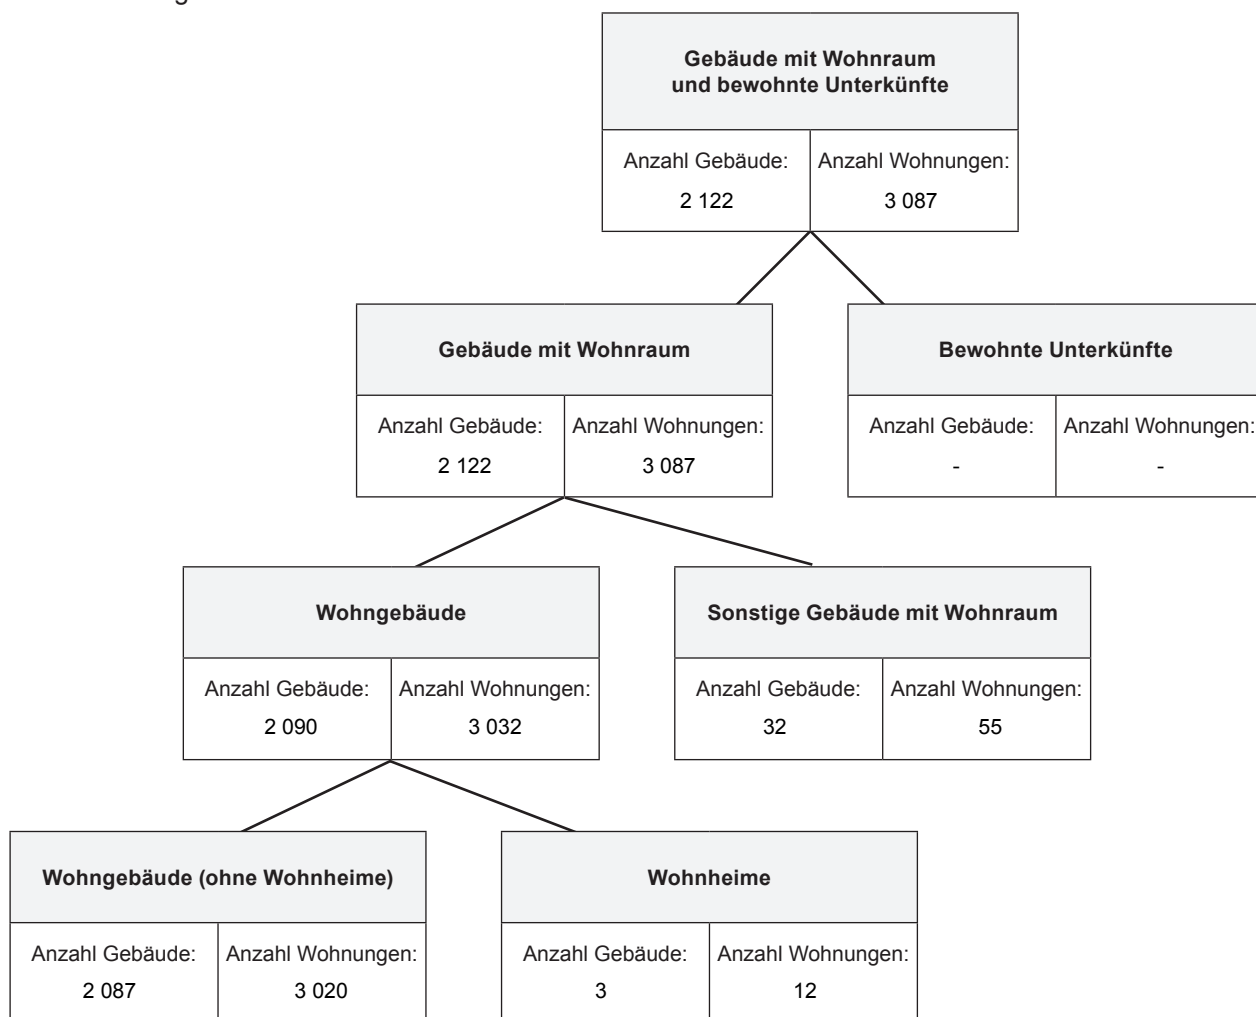 Gebäude mit Wohnraum
und bewohnte Unterkünfte
Anzahl Gebäude: Anzahl Wohnungen:
2 122 3 087
Gebäude mit Wohnraum
Anzahl Gebäude: Anzahl Wohnungen:
2 122 3 087
Bewohnte Unterkünfte
Anzahl Gebäude: Anzahl Wohnungen:
- -
Wohngebäude
Anzahl Gebäude: Anzahl Wohnungen:
2 090 3 032
Sonstige Gebäude mit Wohnraum
Anzahl Gebäude: Anzahl Wohnungen:
32 55
Wohngebäude (ohne Wohnheime)
Anzahl Gebäude: Anzahl Wohnungen:
2 087 3 020
Wohnheime
Anzahl Gebäude: Anzahl Wohnungen:
3 12